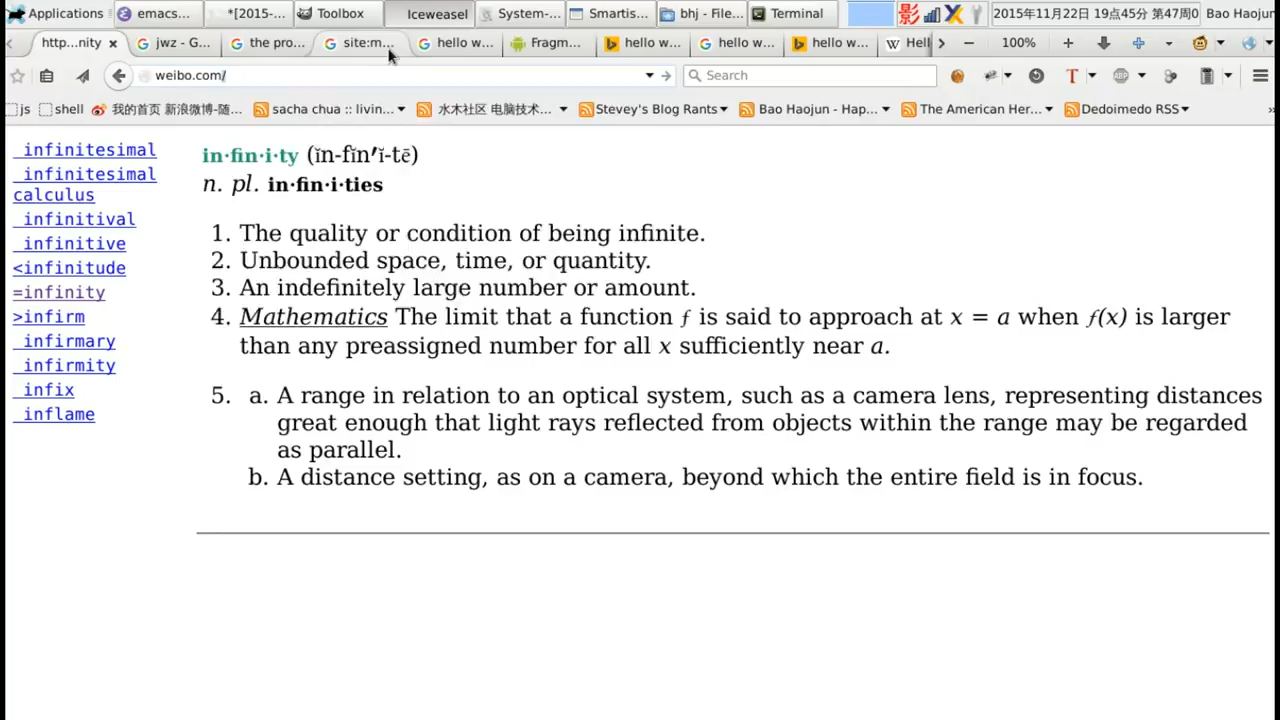 Applications emacs... *[2015-... Toolbox Iceweasel System-... Smartis... bhj - File... Terminal 影 2015年11月22日 19点45分 第47周0 Bao Haojun
http...nity jwz - G... the pro... site:m... hello w... Fragm... hello w... hello w... hello w... Hell 100%
weibo.com/ Search T ABP
js shell 我的首页 新浪微博-随... sacha chua :: livin... 水木社区 电脑技术... Stevey's Blog Rants Bao Haojun - Hap... The American Her... Dedoimedo RSS
infinitesimal
infinitesimal
calculus
infinitival
infinitive
<infinitude
=infinity
>infirm
infirmary
infirmity
infix
inflame
in·fin·i·ty (ĭn-fĭn′ĭ-tē)
n. pl. in·fin·i·ties
1. The quality or condition of being infinite.
2. Unbounded space, time, or quantity.
3. An indefinitely large number or amount.
4. Mathematics The limit that a function ƒ is said to approach at x = a when ƒ(x) is larger
than any preassigned number for all x sufficiently near a.
5. a. A range in relation to an optical system, such as a camera lens, representing distances
great enough that light rays reflected from objects within the range may be regarded
as parallel.
b. A distance setting, as on a camera, beyond which the entire field is in focus.